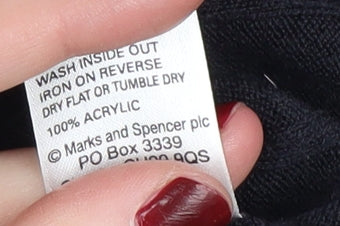 WASH INSIDE OUT
IRON ON REVERSE
DRY FLAT OR TUMBLE DRY
100% ACRYLIC
© Marks and Spencer plc
PO Box 3339
9QS